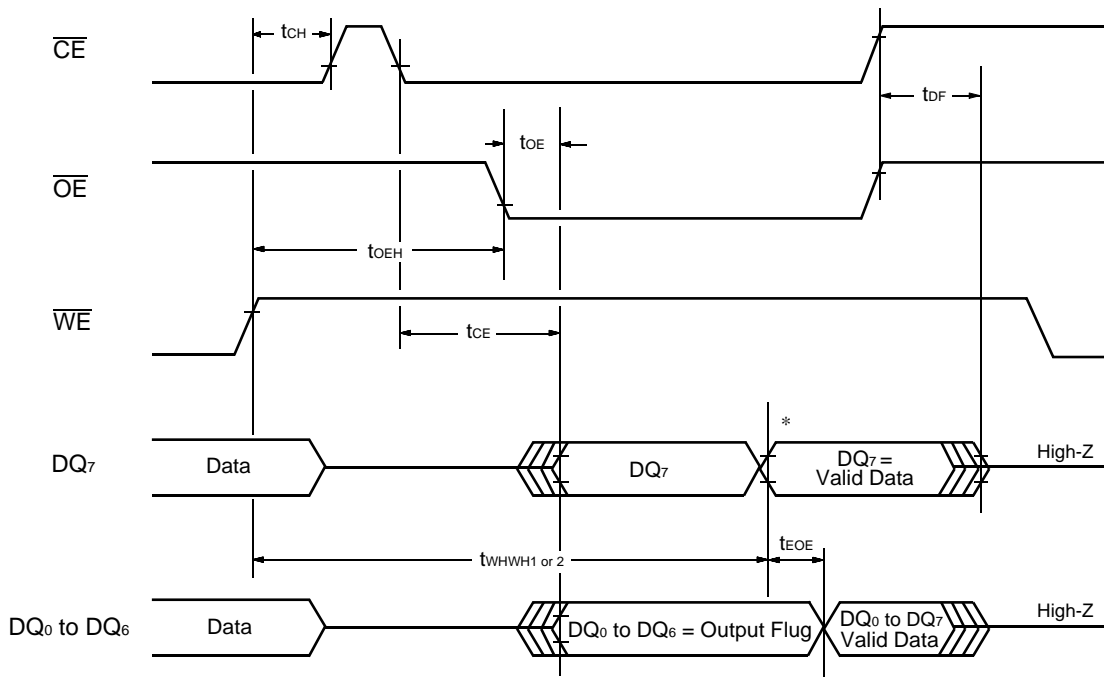 CE
tCH
tDF
tOE
OE
tOEH
WE
tCE
*
DQ7
Data
DQ7
DQ7 =
Valid Data
High-Z
tWHWH1 or 2
tEOE
DQ0 to DQ6
Data
DQ0 to DQ6 = Output Flug
DQ0 to DQ7
Valid Data
High-Z